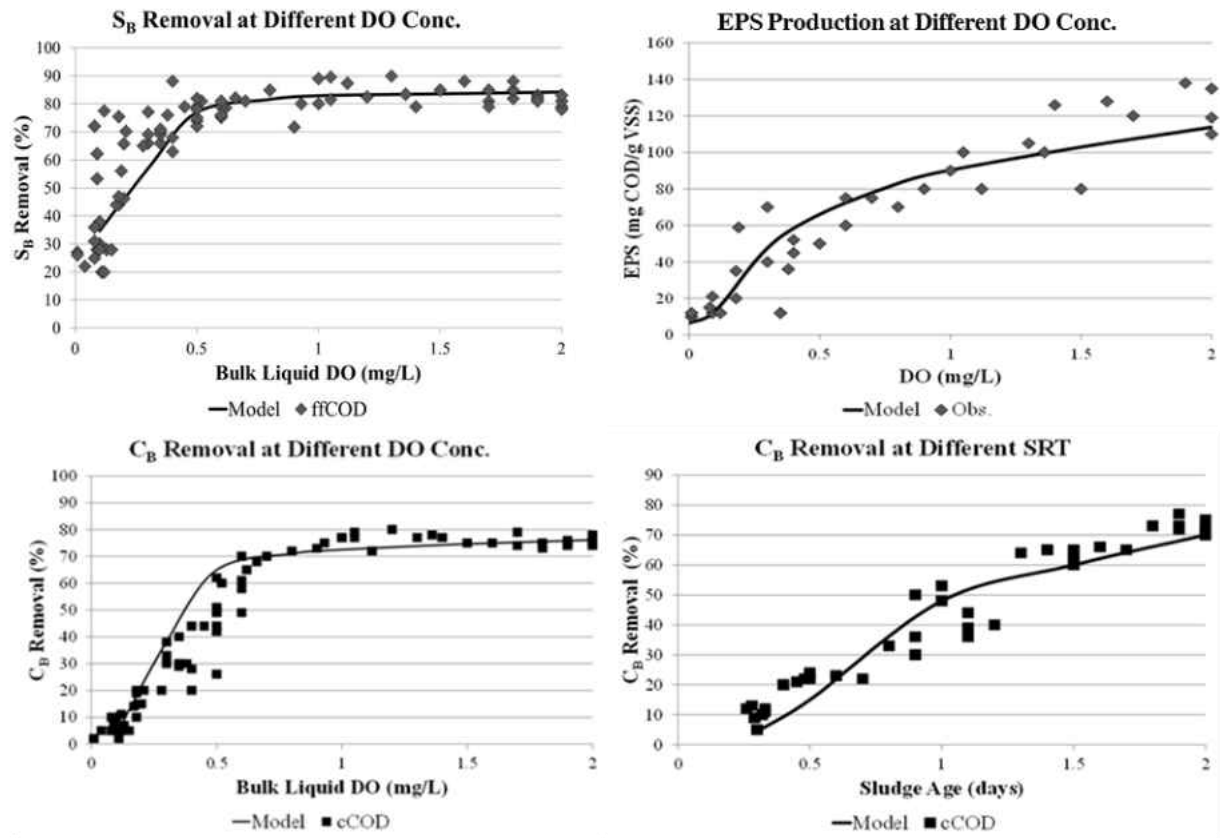 S_B Removal at Different DO Conc.
100
90
80
70
60
50
40
30
20
10
0
S_B Removal (%)
0 0.5 1 1.5 2
Bulk Liquid DO (mg/L)
Model ffCOD
EPS Production at Different DO Conc.
160
140
120
100
80
60
40
20
0
EPS (mg COD/g VSS)
0 0.5 1 1.5 2
DO (mg/L)
Model Obs.
C_B Removal at Different DO Conc.
100
90
80
70
60
50
40
30
20
10
0
C_B Removal (%)
0 0.5 1 1.5 2
Bulk Liquid DO (mg/L)
Model cCOD
C_B Removal at Different SRT
90
80
70
60
50
40
30
20
10
0
C_B Removal (%)
0 0.5 1 1.5 2
Sludge Age (days)
Model cCOD